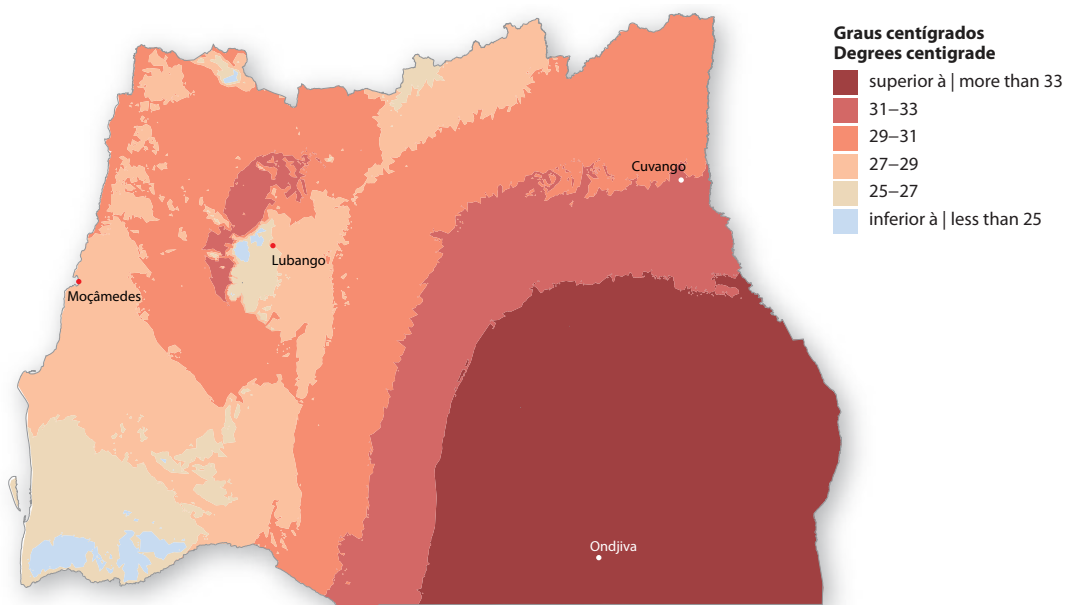 Graus centígrados
Degrees centigrade
superior à | more than 33
31–33
29–31
27–29
25–27
inferior à | less than 25
Cuvango
Lubango
Moçâmedes
Ondjiva